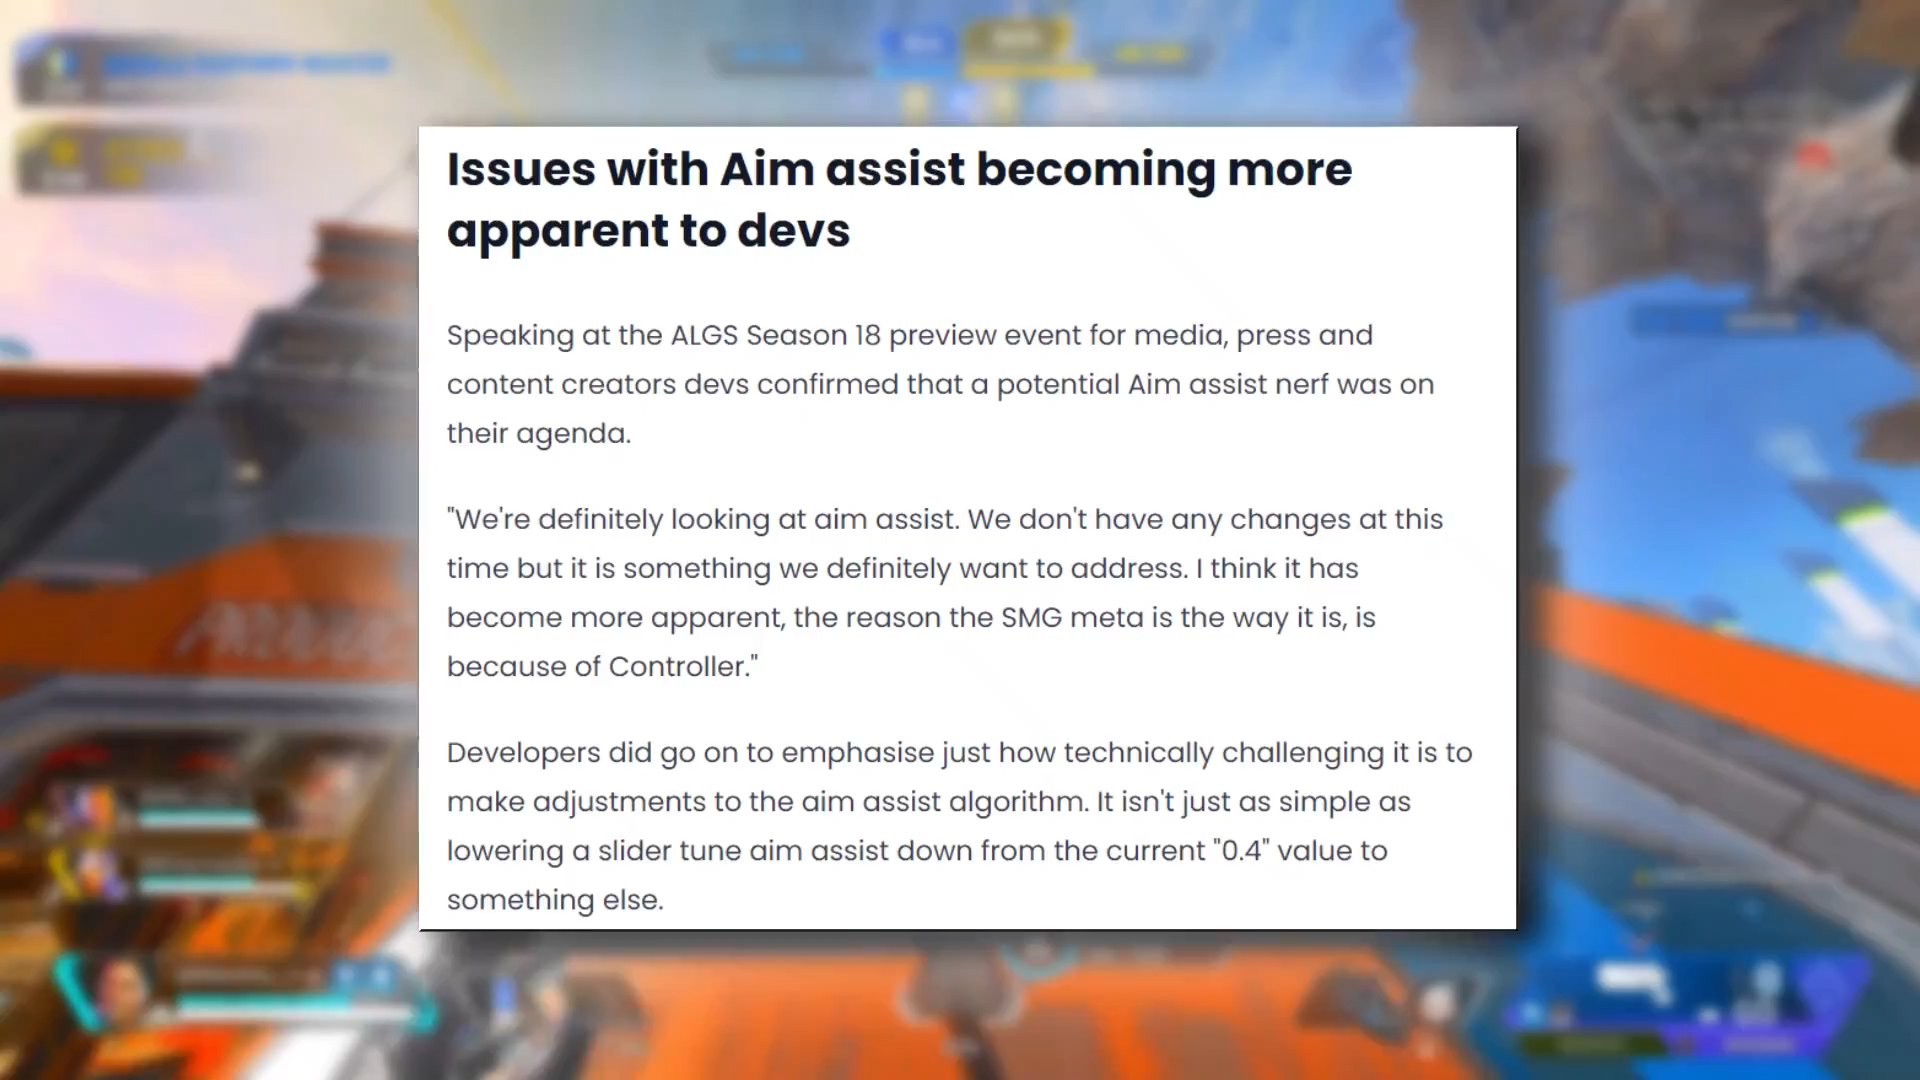 Issues with Aim assist becoming more
apparent to devs
Speaking at the ALGS Season 18 preview event for media, press and
content creators devs confirmed that a potential Aim assist nerf was on
their agenda.
"We're definitely looking at aim assist. We don't have any changes at this
time but it is something we definitely want to address. I think it has
become more apparent, the reason the SMG meta is the way it is, is
because of Controller."
Developers did go on to emphasise just how technically challenging it is to
make adjustments to the aim assist algorithm. It isn't just as simple as
lowering a slider tune aim assist down from the current "0.4" value to
something else.